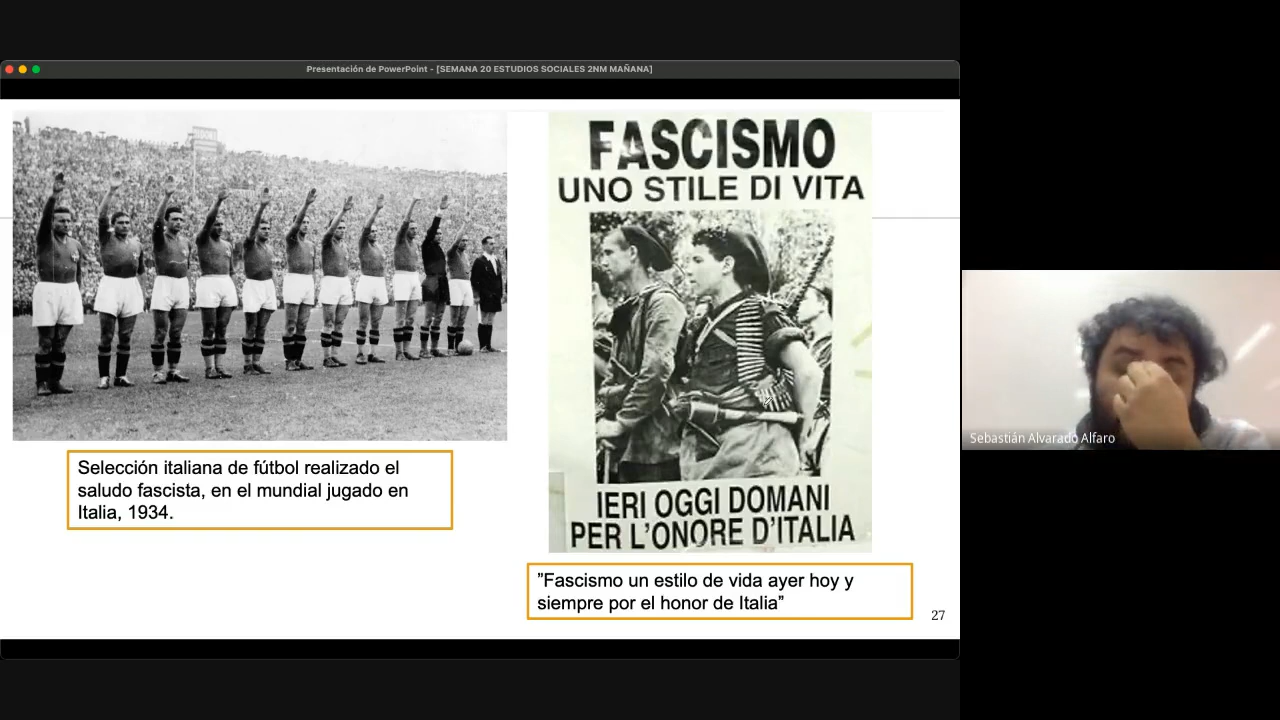 Presentación de PowerPoint - [SEMANA 20 ESTUDIOS SOCIALES 2NM MAÑANA]
FASCISMO
UNO STILE DI VITA
IERI OGGI DOMANI
PER L'ONORE D'ITALIA
Selección italiana de fútbol realizado el
saludo fascista, en el mundial jugado en
Italia, 1934.
”Fascismo un estilo de vida ayer hoy y
siempre por el honor de Italia”
27
Sebastián Alvarado Alfaro